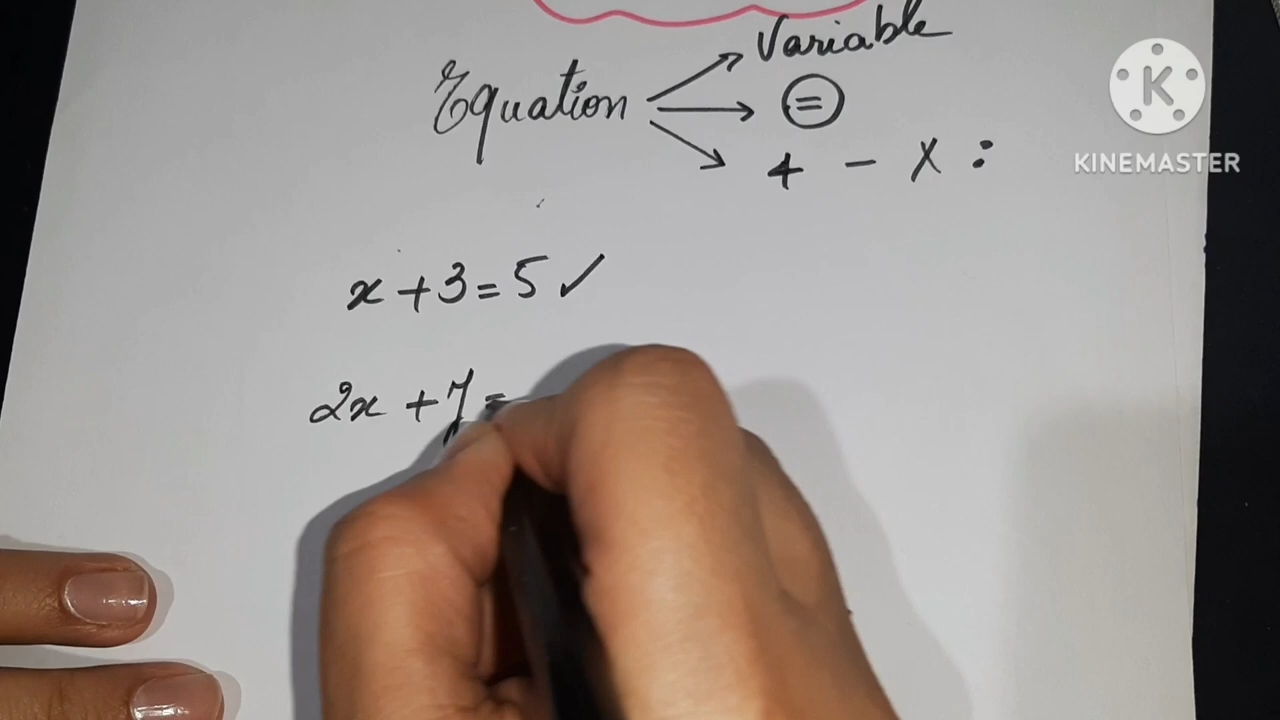 Variable
Equation =
+ - X :
K
KINEMASTER
x + 3 = 5 ✓
2x + 7 =